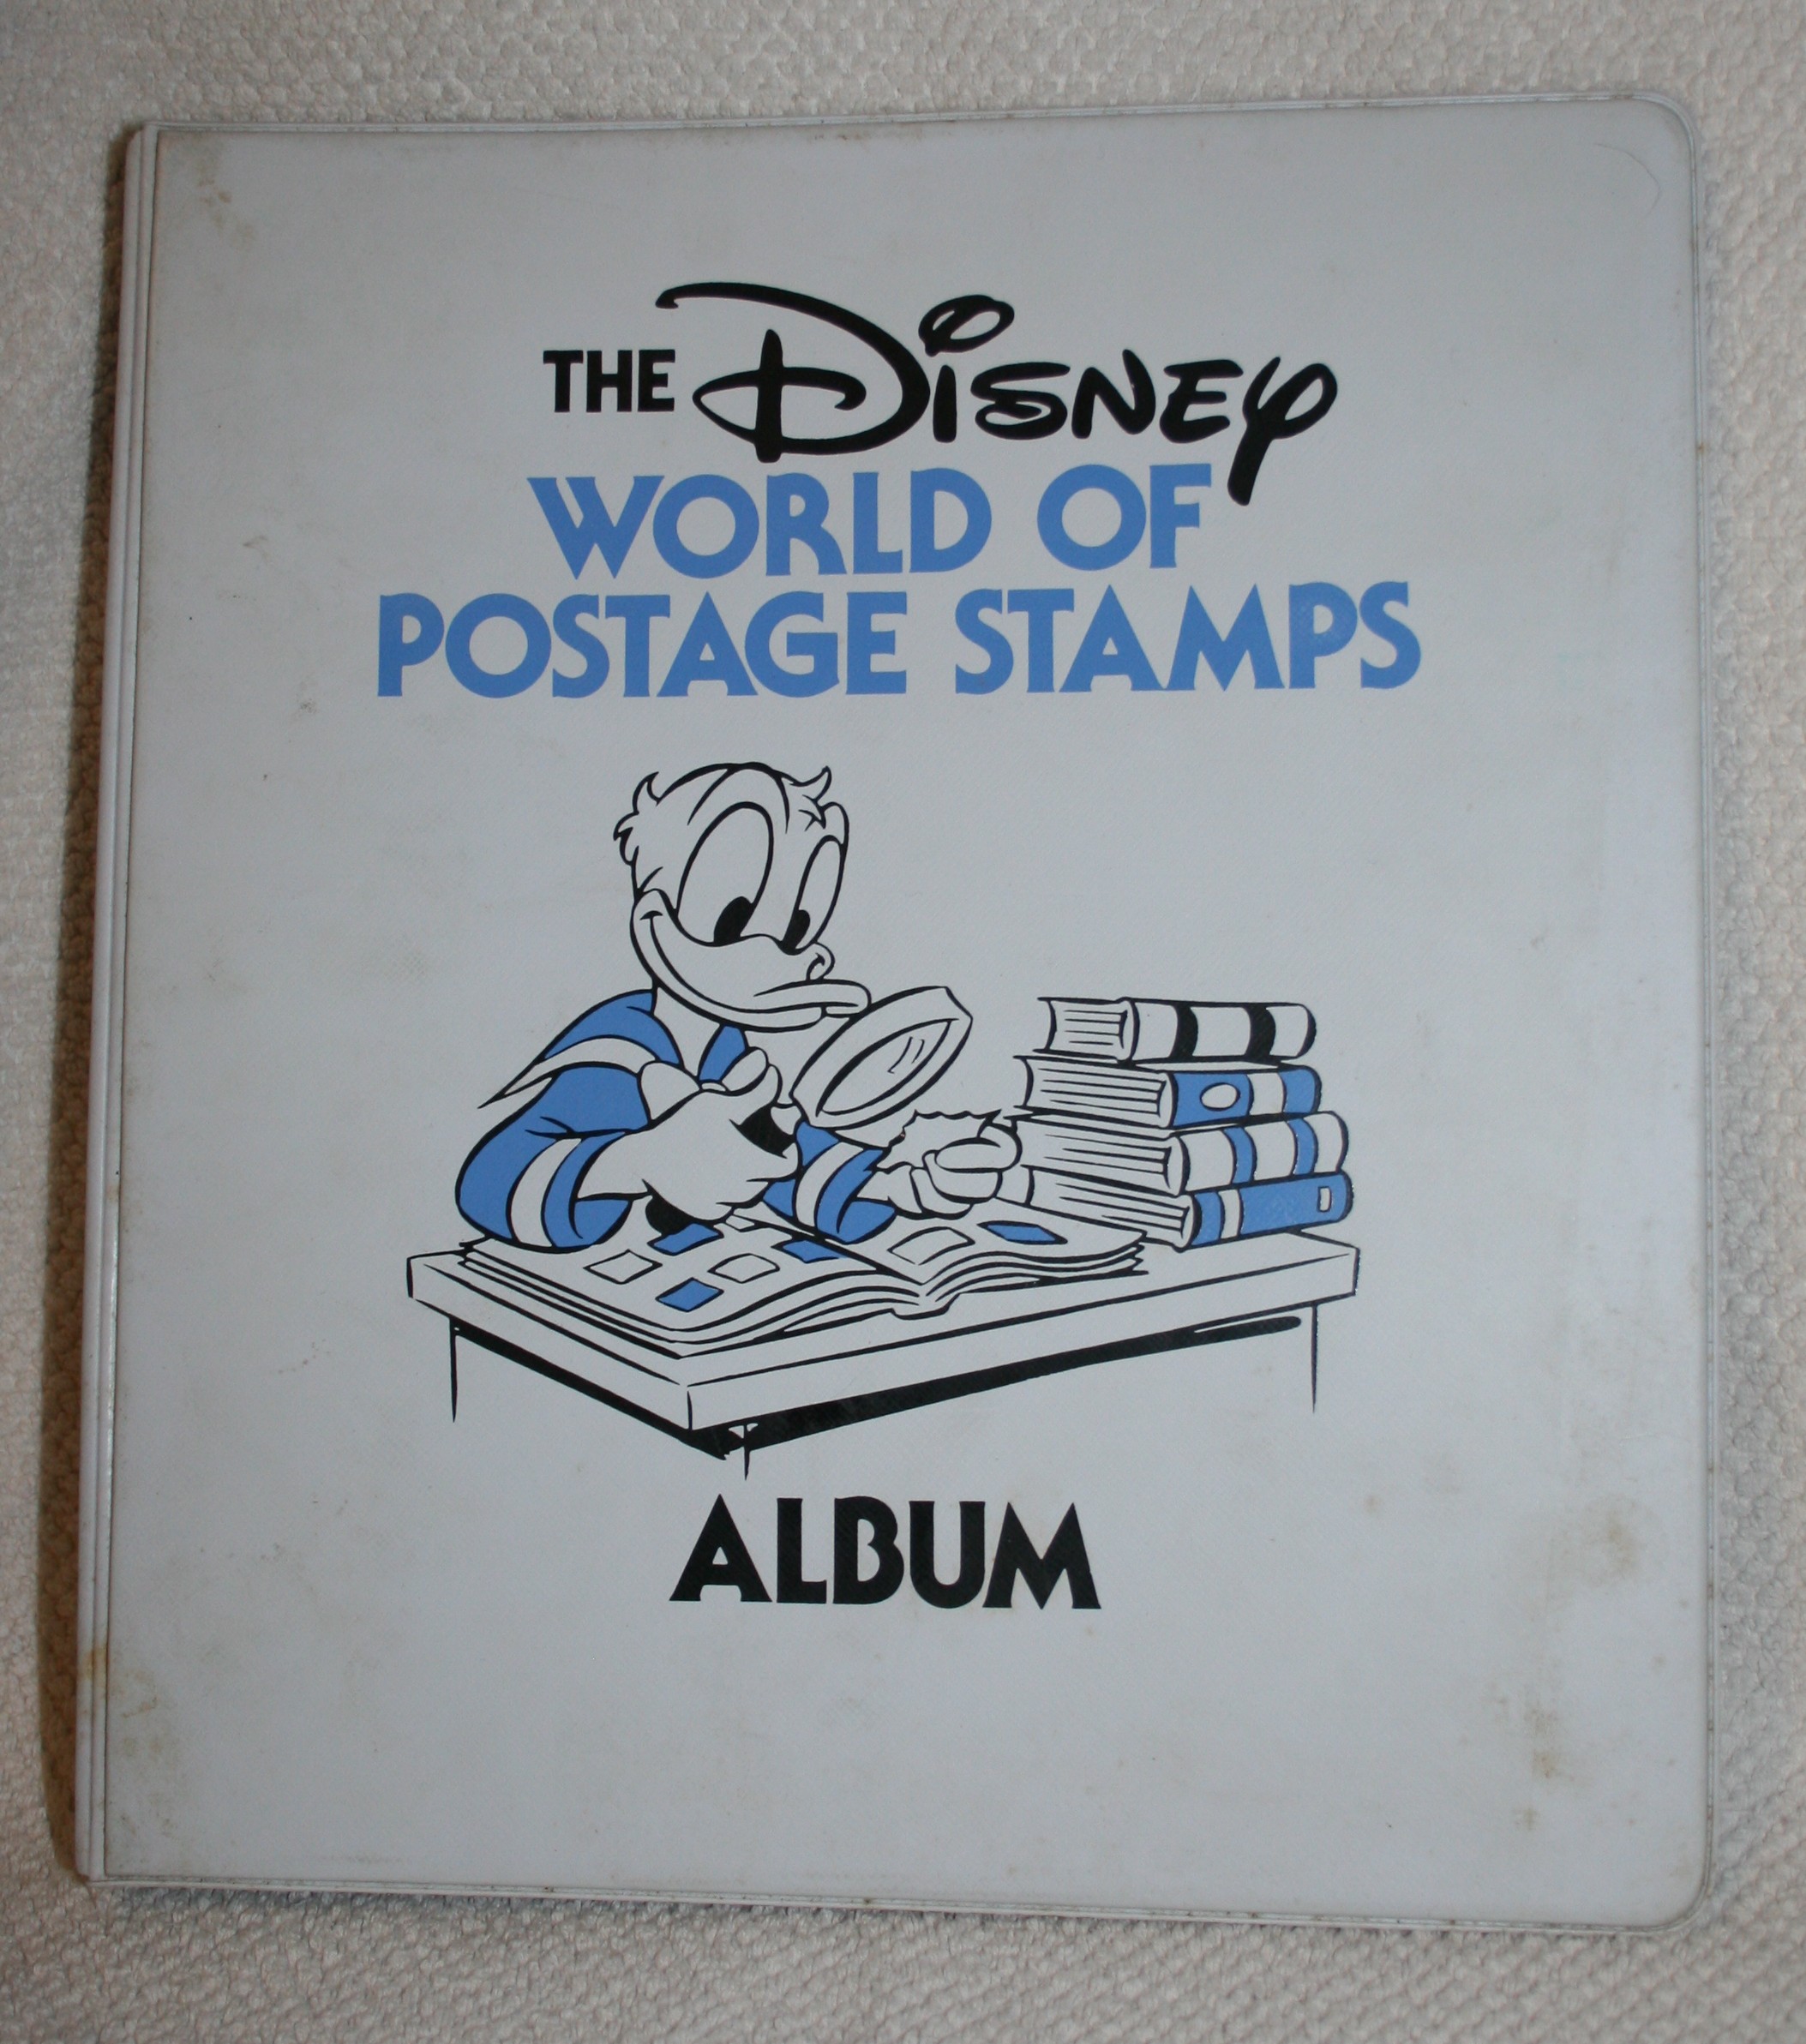 THE Disney
WORLD OF
POSTAGE STAMPS
ALBUM